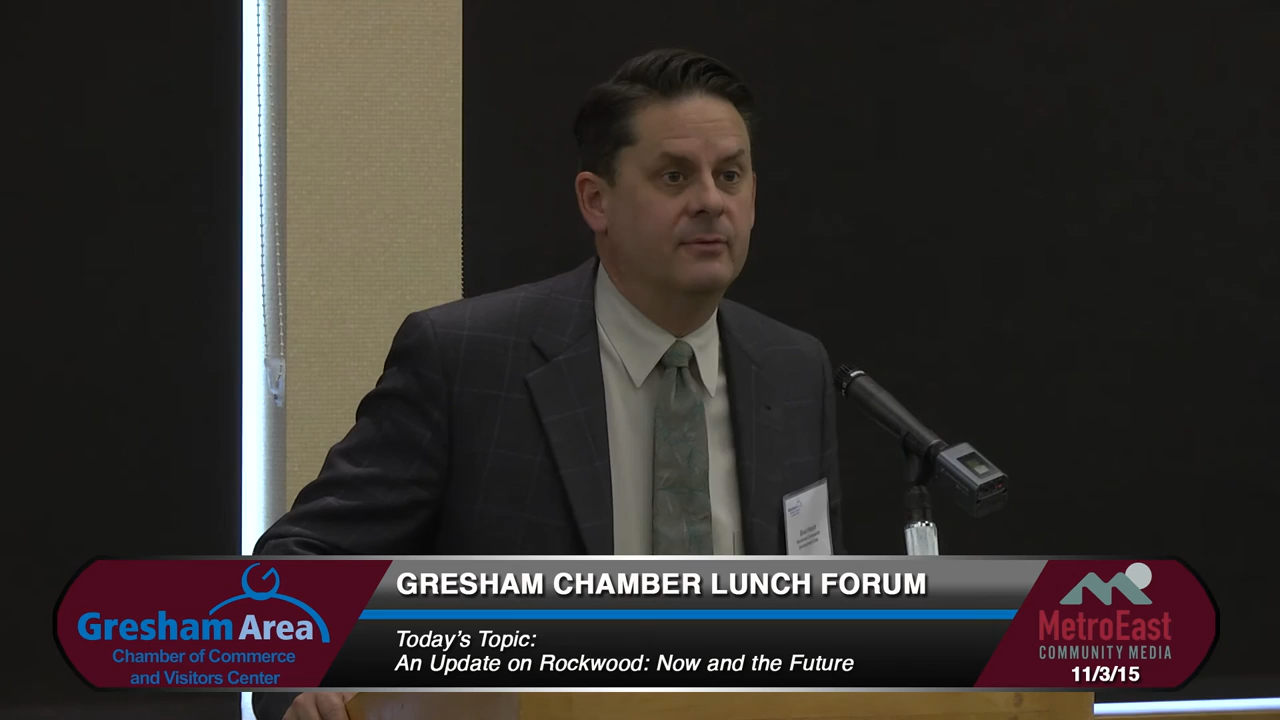 GRESHAM CHAMBER LUNCH FORUM
Gresham Area
Chamber of Commerce
and Visitors Center
Today's Topic:
An Update on Rockwood: Now and the Future
MetroEast
COMMUNITY MEDIA
11/3/15